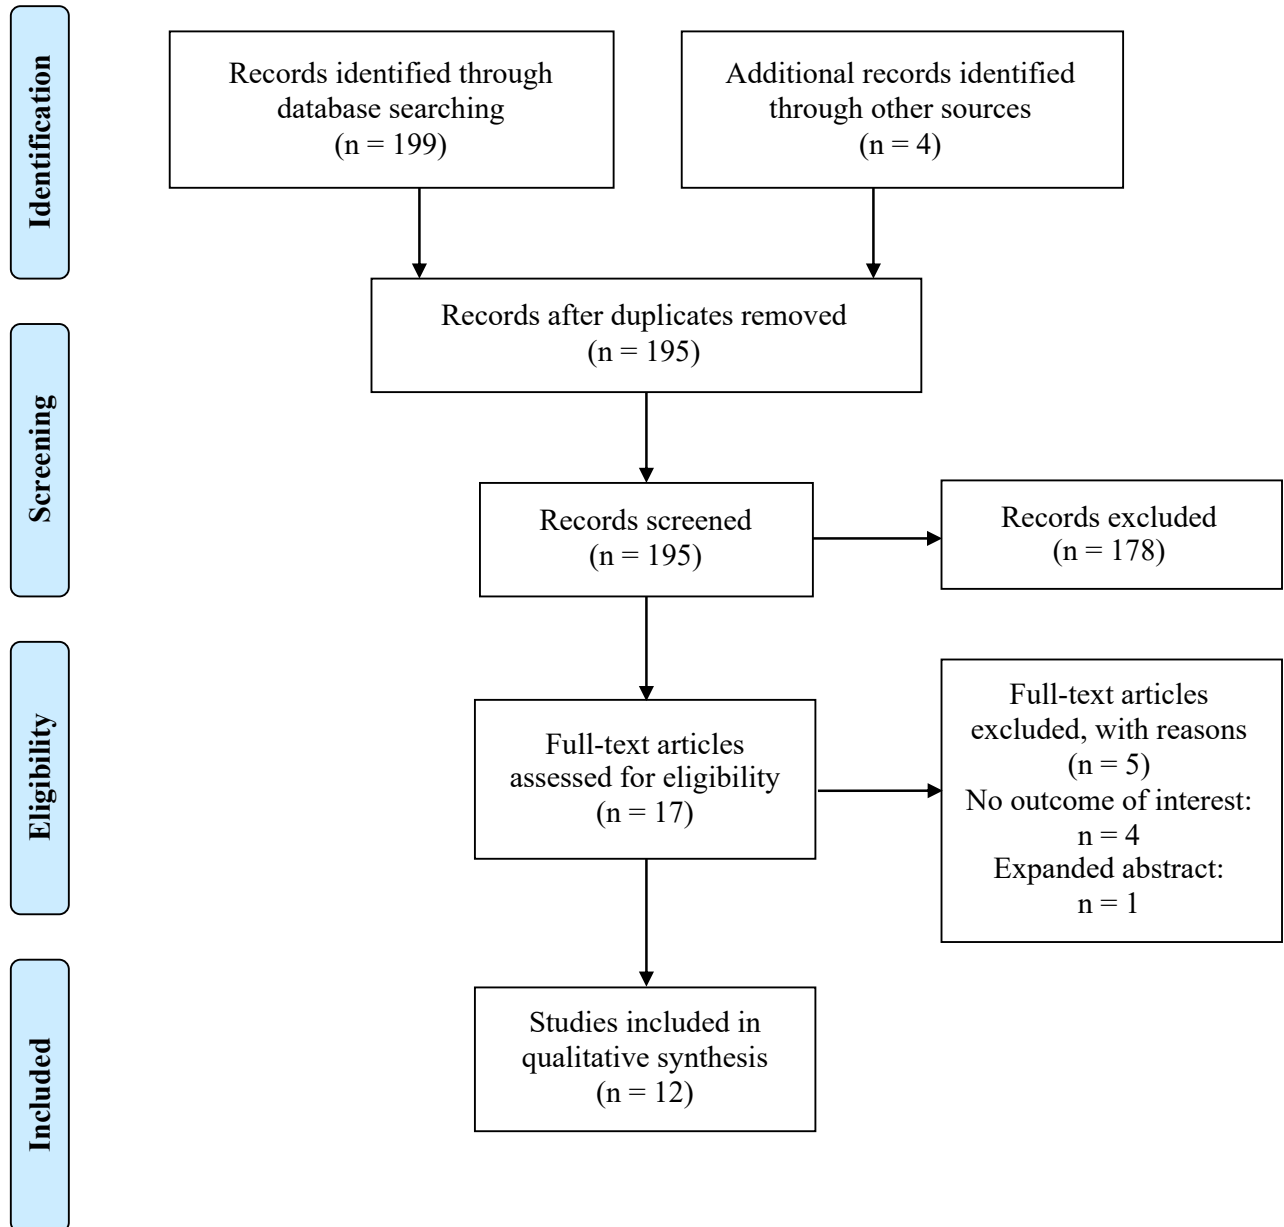 Identification
Records identified through
database searching
(n = 199)
Additional records identified
through other sources
(n = 4)
Records after duplicates removed
(n = 195)
Screening
Records screened
(n = 195)
Records excluded
(n = 178)
Eligibility
Full-text articles
assessed for eligibility
(n = 17)
Full-text articles
excluded, with reasons
(n = 5)
No outcome of interest:
n = 4
Expanded abstract:
n = 1
Included
Studies included in
qualitative synthesis
(n = 12)